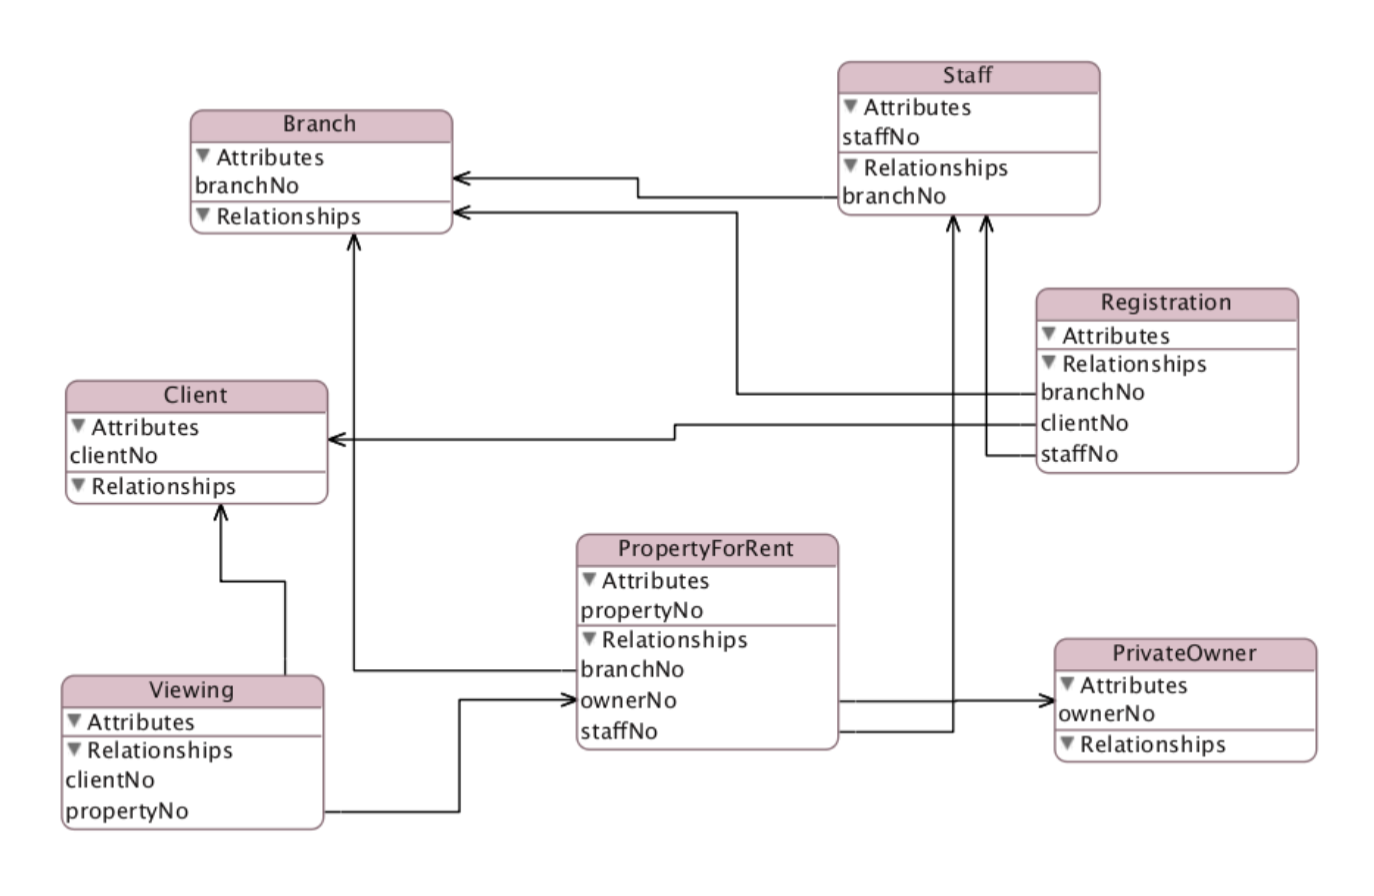 Staff
Attributes
staffNo
Relationships
branchNo
Branch
Attributes
branchNo
Relationships
Registration
Attributes
Relationships
branchNo
clientNo
staffNo
Client
Attributes
clientNo
Relationships
PropertyForRent
Attributes
propertyNo
Relationships
branchNo
ownerNo
staffNo
PrivateOwner
Attributes
ownerNo
Relationships
Viewing
Attributes
Relationships
clientNo
propertyNo